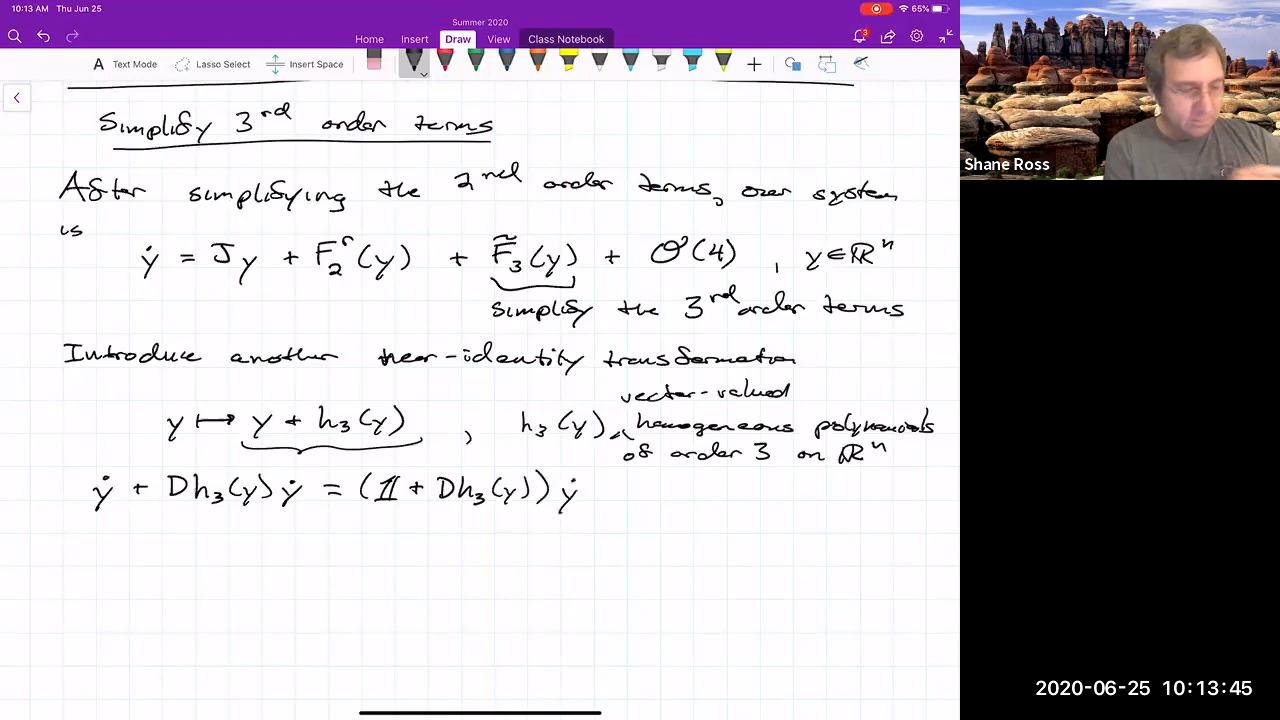 10:13 AM Thu Jun 25
65%
Summer 2020
Home Insert Draw View Class Notebook
3
A Text Mode Lasso Select Insert Space
Simplify 3rd order terms
After simplifying the 2nd order terms, our system
is
ẏ = Jy + F₂ʳ(y) + F̃₃(y) + O(4) , y ∈ ℝⁿ
simplify the 3rd order terms
Introduce another near-identity transformation
vector-valued
y ↦ y + h₃(y) , h₃(y) homogeneous polynomials
of order 3 on ℝⁿ
ẏ + Dh₃(y)ẏ = (𝟙 + Dh₃(y))ẏ
Shane Ross
2020-06-25 10:13:45